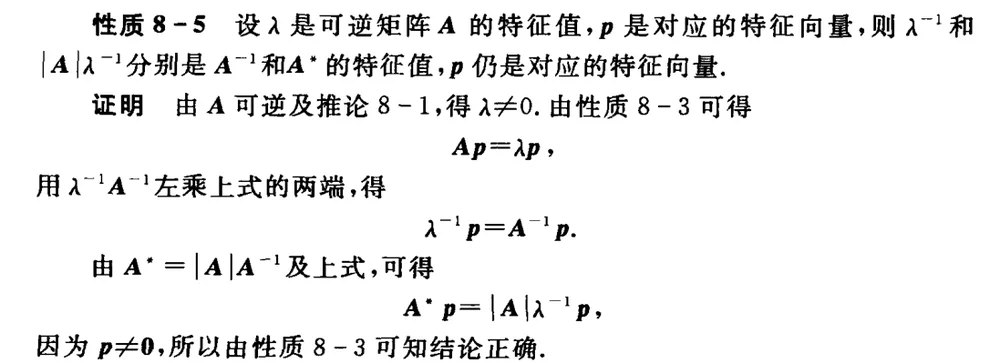 性质 8-5 设 λ 是可逆矩阵 A 的特征值,p 是对应的特征向量,则 λ⁻¹和
|A|λ⁻¹分别是 A⁻¹和A* 的特征值,p 仍是对应的特征向量.
证明 由 A 可逆及推论 8-1,得 λ≠0. 由性质 8-3 可得
Ap=λp,
用 λ⁻¹A⁻¹左乘上式的两端,得
λ⁻¹p=A⁻¹p.
由 A* =|A|A⁻¹及上式,可得
A* p=|A|λ⁻¹p,
因为 p≠0,所以由性质 8-3 可知结论正确.